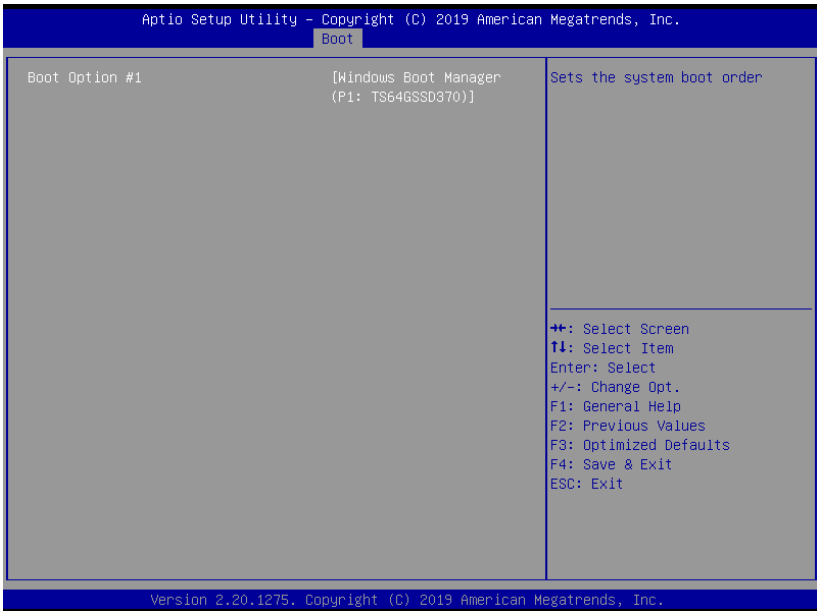 Aptio Setup Utility – Copyright (C) 2019 American Megatrends, Inc.
Boot
Boot Option #1 [Windows Boot Manager
(P1: TS64GSSD370)]
Sets the system boot order
→←: Select Screen
↑↓: Select Item
Enter: Select
+/-: Change Opt.
F1: General Help
F2: Previous Values
F3: Optimized Defaults
F4: Save & Exit
ESC: Exit
Version 2.20.1275. Copyright (C) 2019 American Megatrends, Inc.